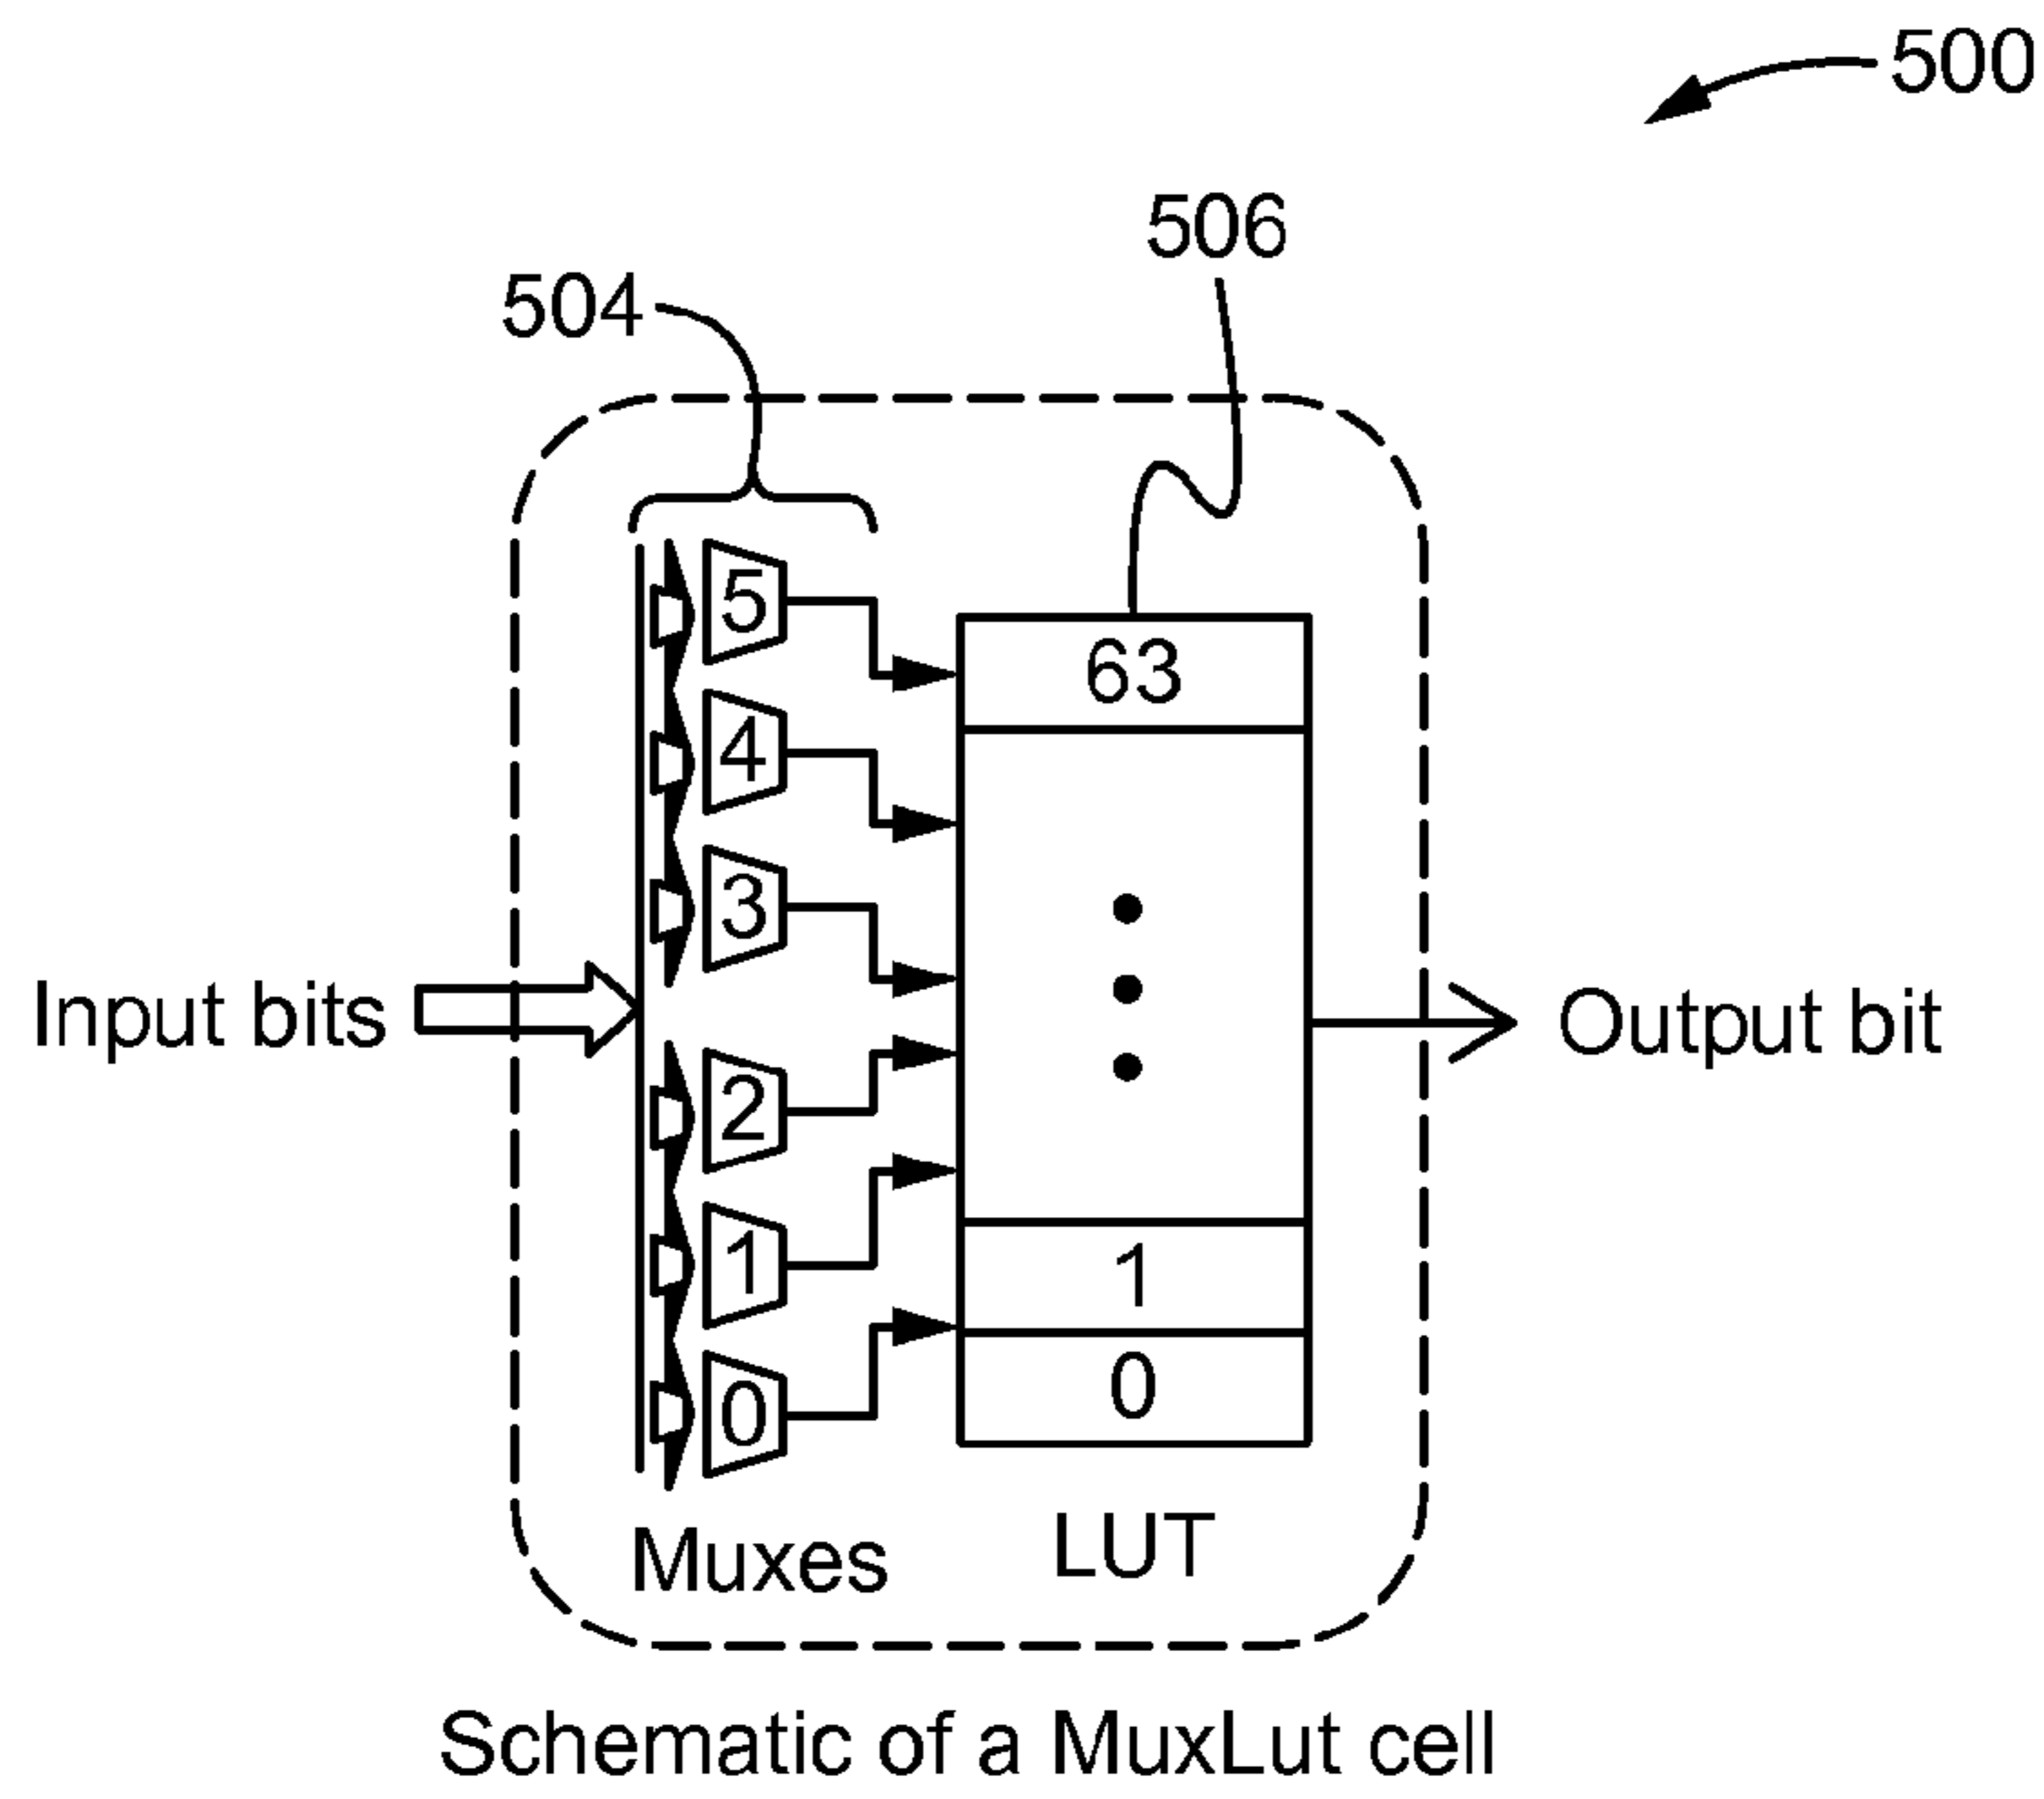 500
506
504
5
63
4
3
Input bits
Output bit
2
1
1
0
0
Muxes
LUT
Schematic of a MuxLut cell